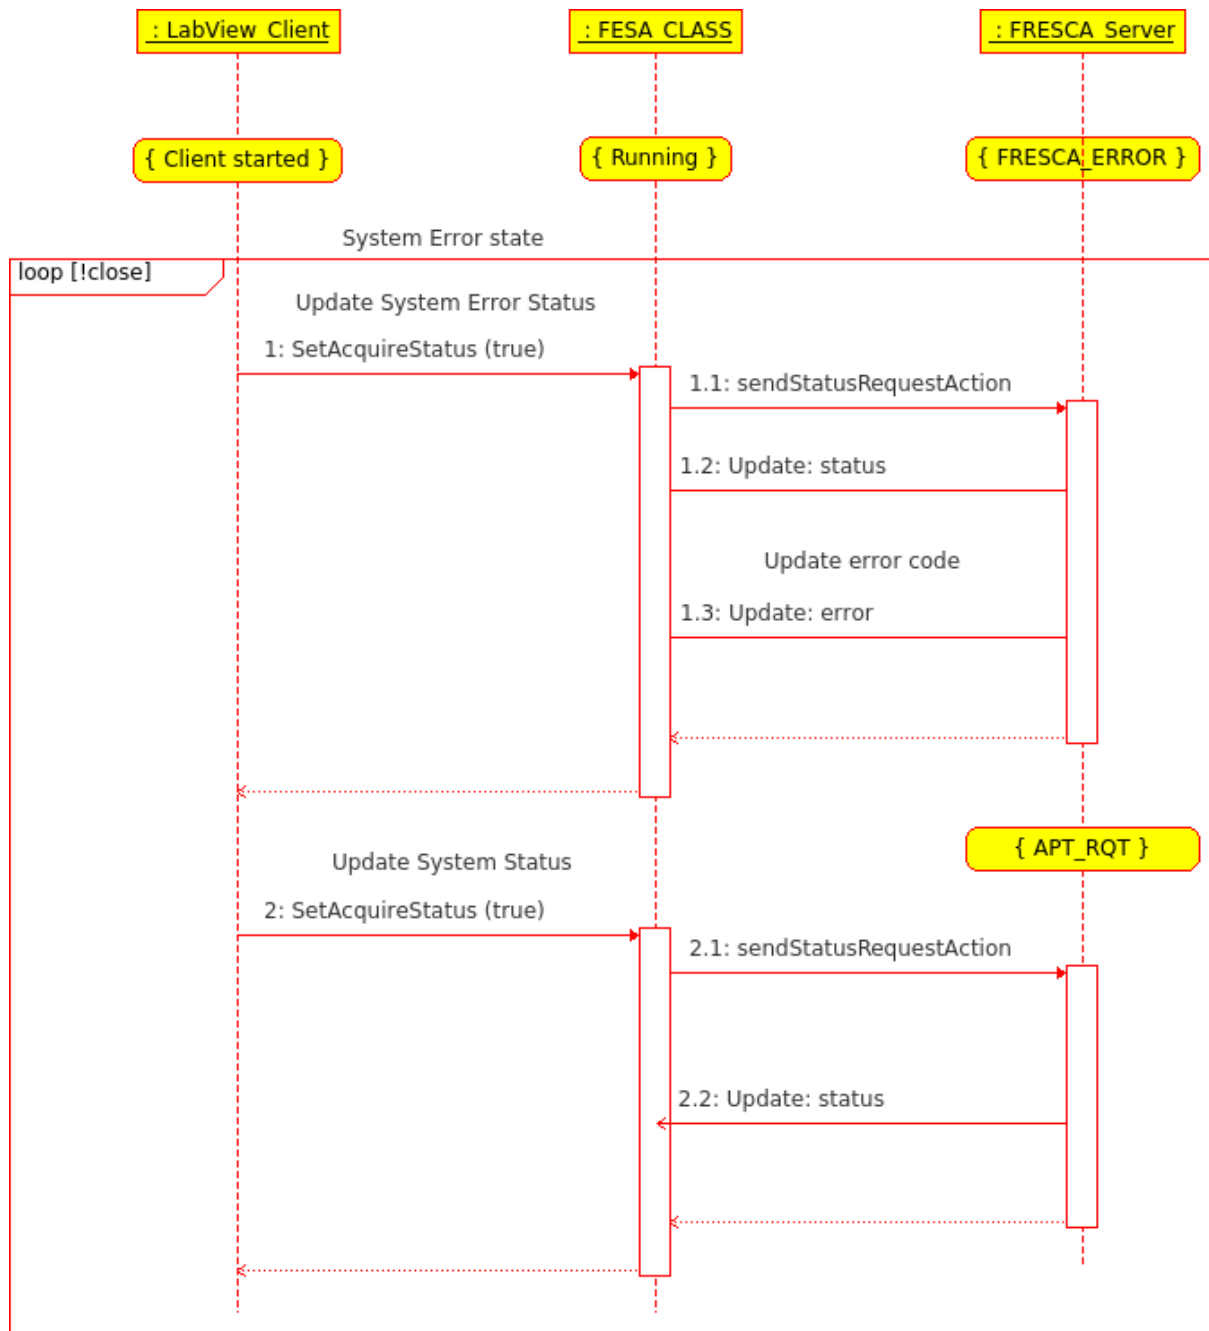 : LabView_Client
: FESA_CLASS
: FRESCA_Server
{ Client started }
{ Running }
{ FRESCA_ERROR }
System Error state
loop [!close]
Update System Error Status
1: SetAcquireStatus (true)
1.1: sendStatusRequestAction
1.2: Update: status
Update error code
1.3: Update: error
{ APT_RQT }
Update System Status
2: SetAcquireStatus (true)
2.1: sendStatusRequestAction
2.2: Update: status